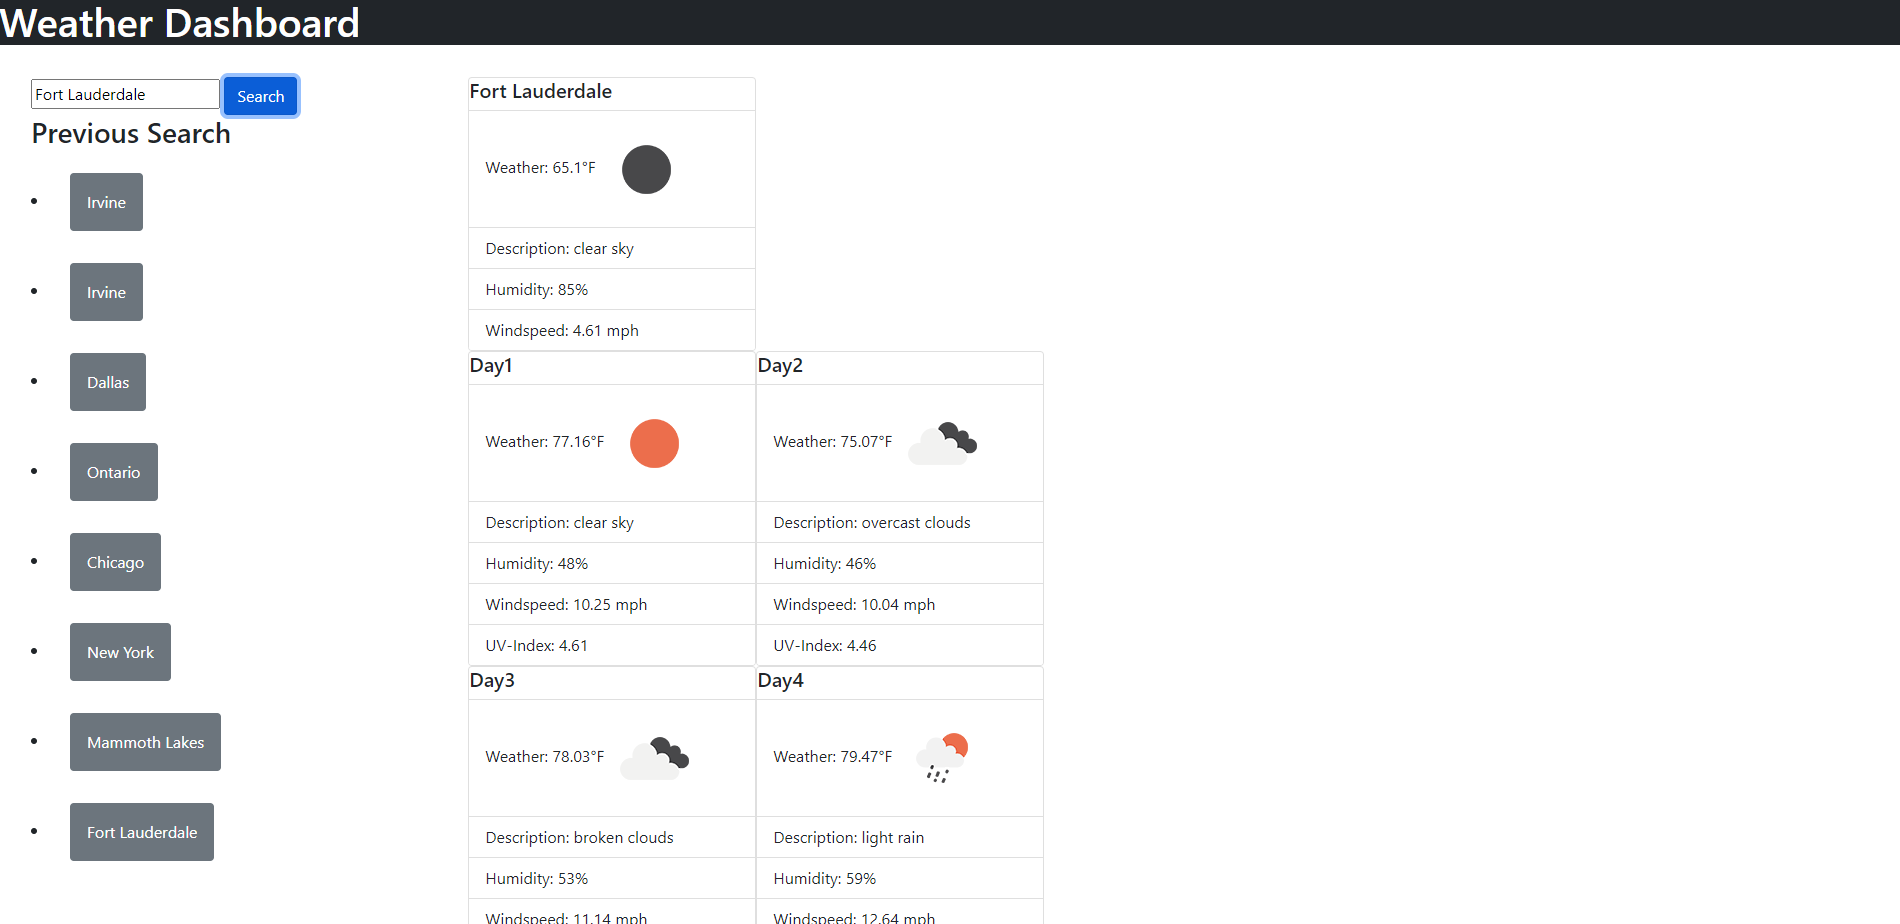 Weather Dashboard
Fort Lauderdale
Search
Previous Search
Irvine
Irvine
Dallas
Ontario
Chicago
New York
Mammoth Lakes
Fort Lauderdale
Fort Lauderdale
Weather: 65.1°F
Description: clear sky
Humidity: 85%
Windspeed: 4.61 mph
Day1
Weather: 77.16°F
Description: clear sky
Humidity: 48%
Windspeed: 10.25 mph
UV-Index: 4.61
Day2
Weather: 75.07°F
Description: overcast clouds
Humidity: 46%
Windspeed: 10.04 mph
UV-Index: 4.46
Day3
Weather: 78.03°F
Description: broken clouds
Humidity: 53%
Windspeed: 11.14 mph
Day4
Weather: 79.47°F
Description: light rain
Humidity: 59%
Windspeed: 12.64 mph